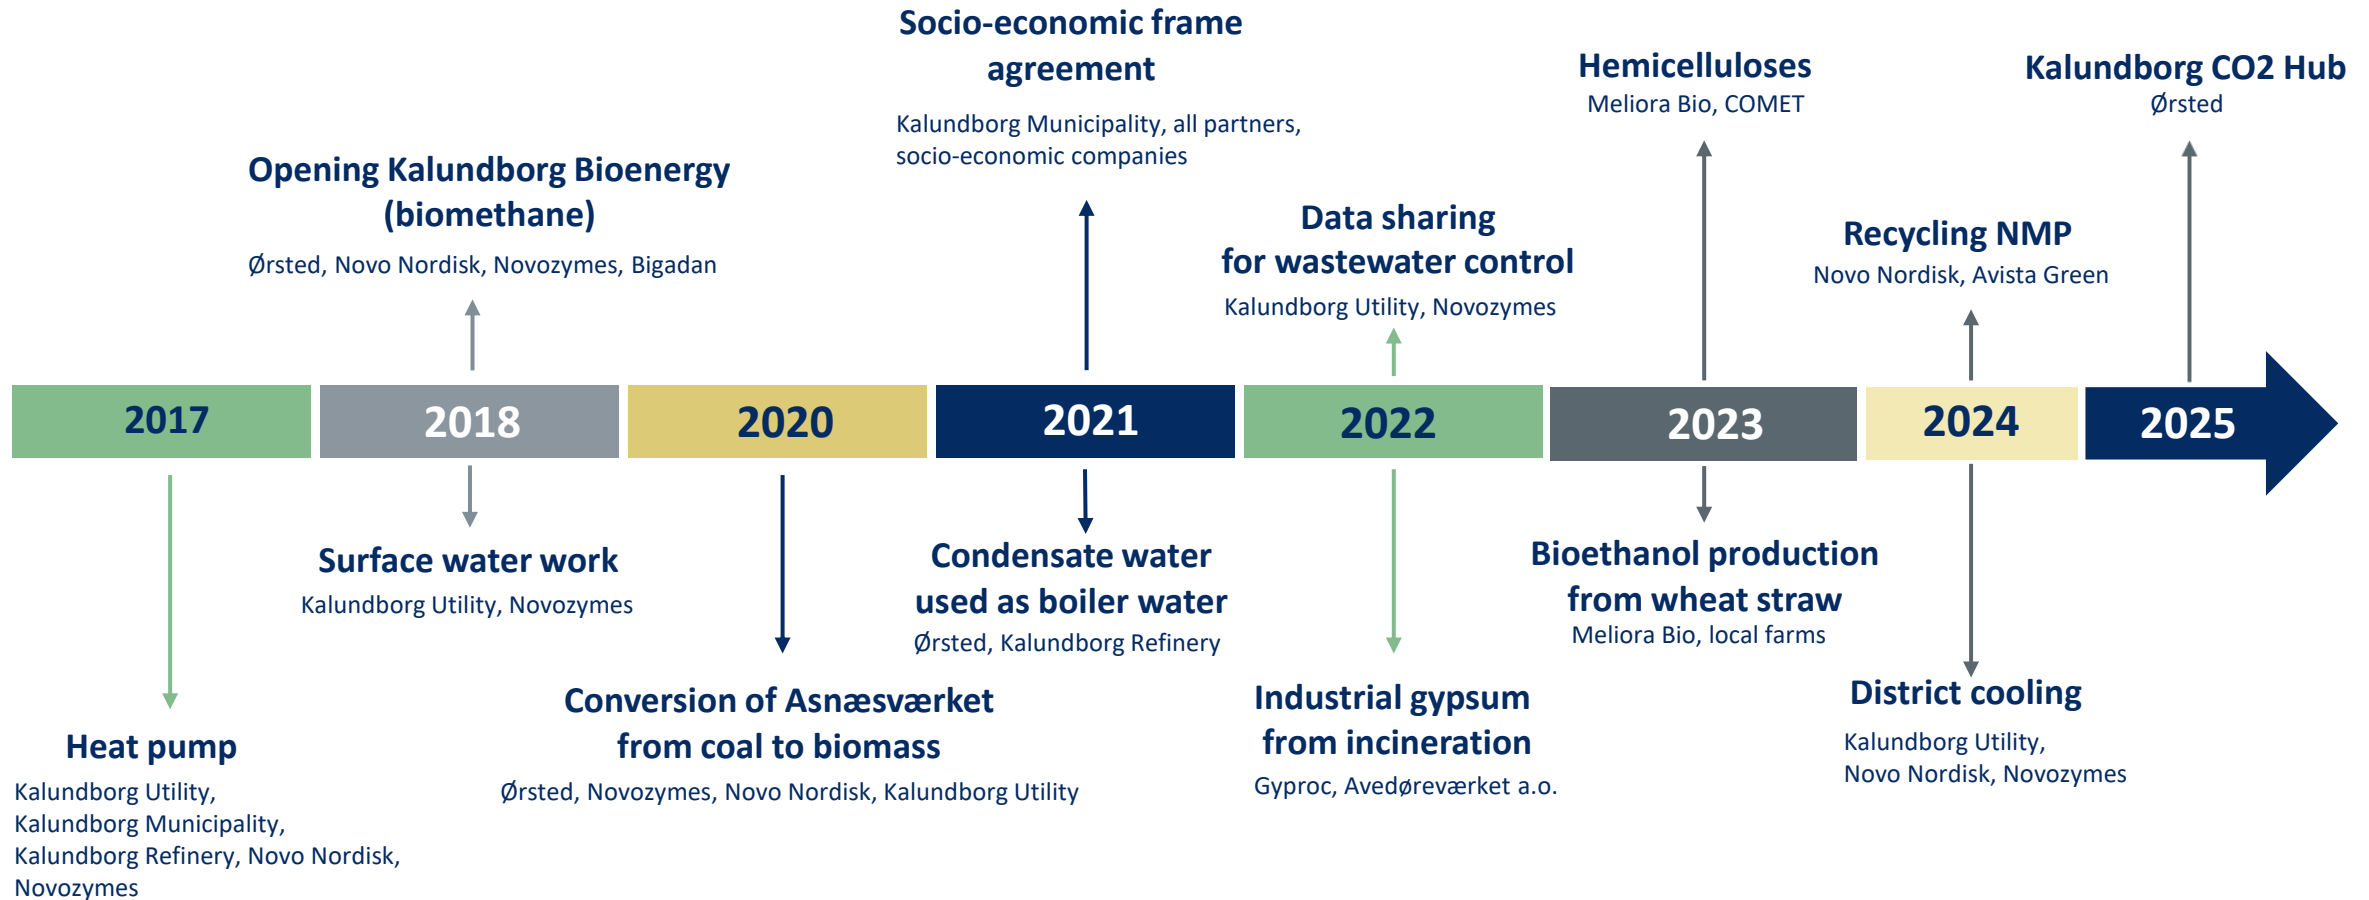 Socio-economic frame
agreement
Kalundborg Municipality, all partners,
socio-economic companies
Hemicelluloses
Meliora Bio, COMET
Kalundborg CO2 Hub
Ørsted
Opening Kalundborg Bioenergy
(biomethane)
Ørsted, Novo Nordisk, Novozymes, Bigadan
Data sharing
for wastewater control
Kalundborg Utility, Novozymes
Recycling NMP
Novo Nordisk, Avista Green
2017
2018
2020
2021
2022
2023
2024
2025
Heat pump
Kalundborg Utility,
Kalundborg Municipality,
Kalundborg Refinery, Novo Nordisk,
Novozymes
Surface water work
Kalundborg Utility, Novozymes
Conversion of Asnæsværket
from coal to biomass
Ørsted, Novozymes, Novo Nordisk, Kalundborg Utility
Condensate water
used as boiler water
Ørsted, Kalundborg Refinery
Industrial gypsum
from incineration
Gyproc, Avedøreværket a.o.
Bioethanol production
from wheat straw
Meliora Bio, local farms
District cooling
Kalundborg Utility,
Novo Nordisk, Novozymes